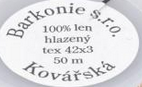 Barkonie s.r.o.
100% len
hlazený
tex 42x3
50 m
Kovářská